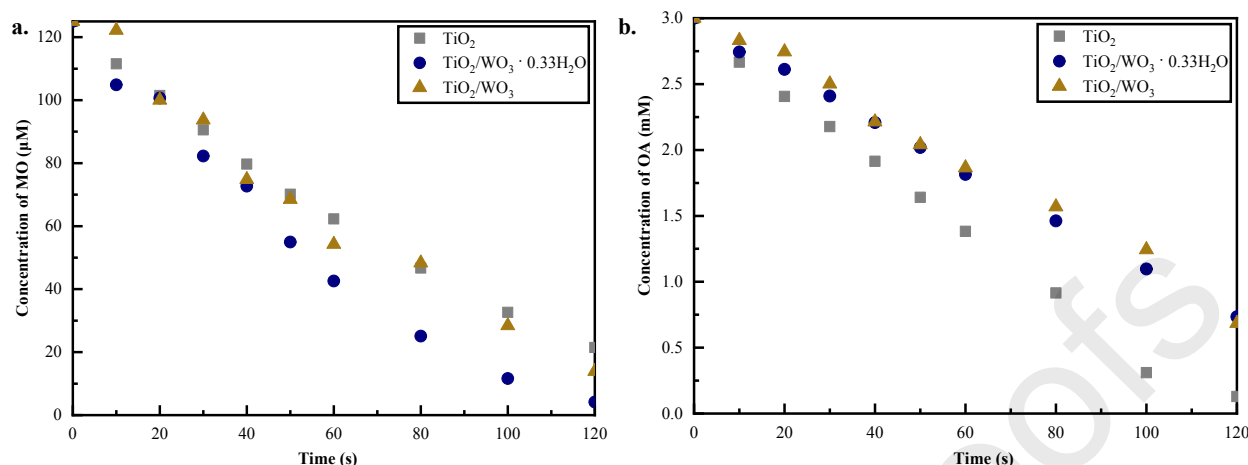 a.
Concentration of MO (μM)
120
100
80
60
40
20
0
0 20 40 60 80 100 120
Time (s)
TiO₂
TiO₂/WO₃ · 0.33H₂O
TiO₂/WO₃
b.
Concentration of OA (mM)
3.0
2.5
2.0
1.5
1.0
0.5
0.0
0 20 40 60 80 100 120
Time (s)
TiO₂
TiO₂/WO₃ · 0.33H₂O
TiO₂/WO₃